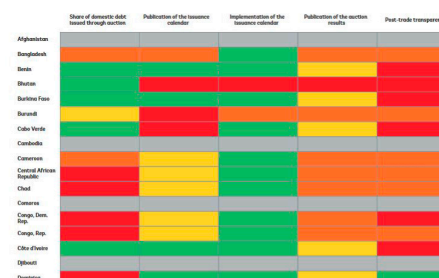 Share of domestic debt
issued through auction
Publication of the issuance
calendar
Implementation of the
issuance calendar
Publication of the auction
results
Post-trade
Afghanistan
Bangladesh
Benin
Bhutan
Burkina Faso
Burundi
Cabo Verde
Cambodia
Cameroon
Central African
Republic
Chad
Comoros
Congo, Dem.
Rep.
Congo, Rep.
Côte d'Ivoire
Djibouti